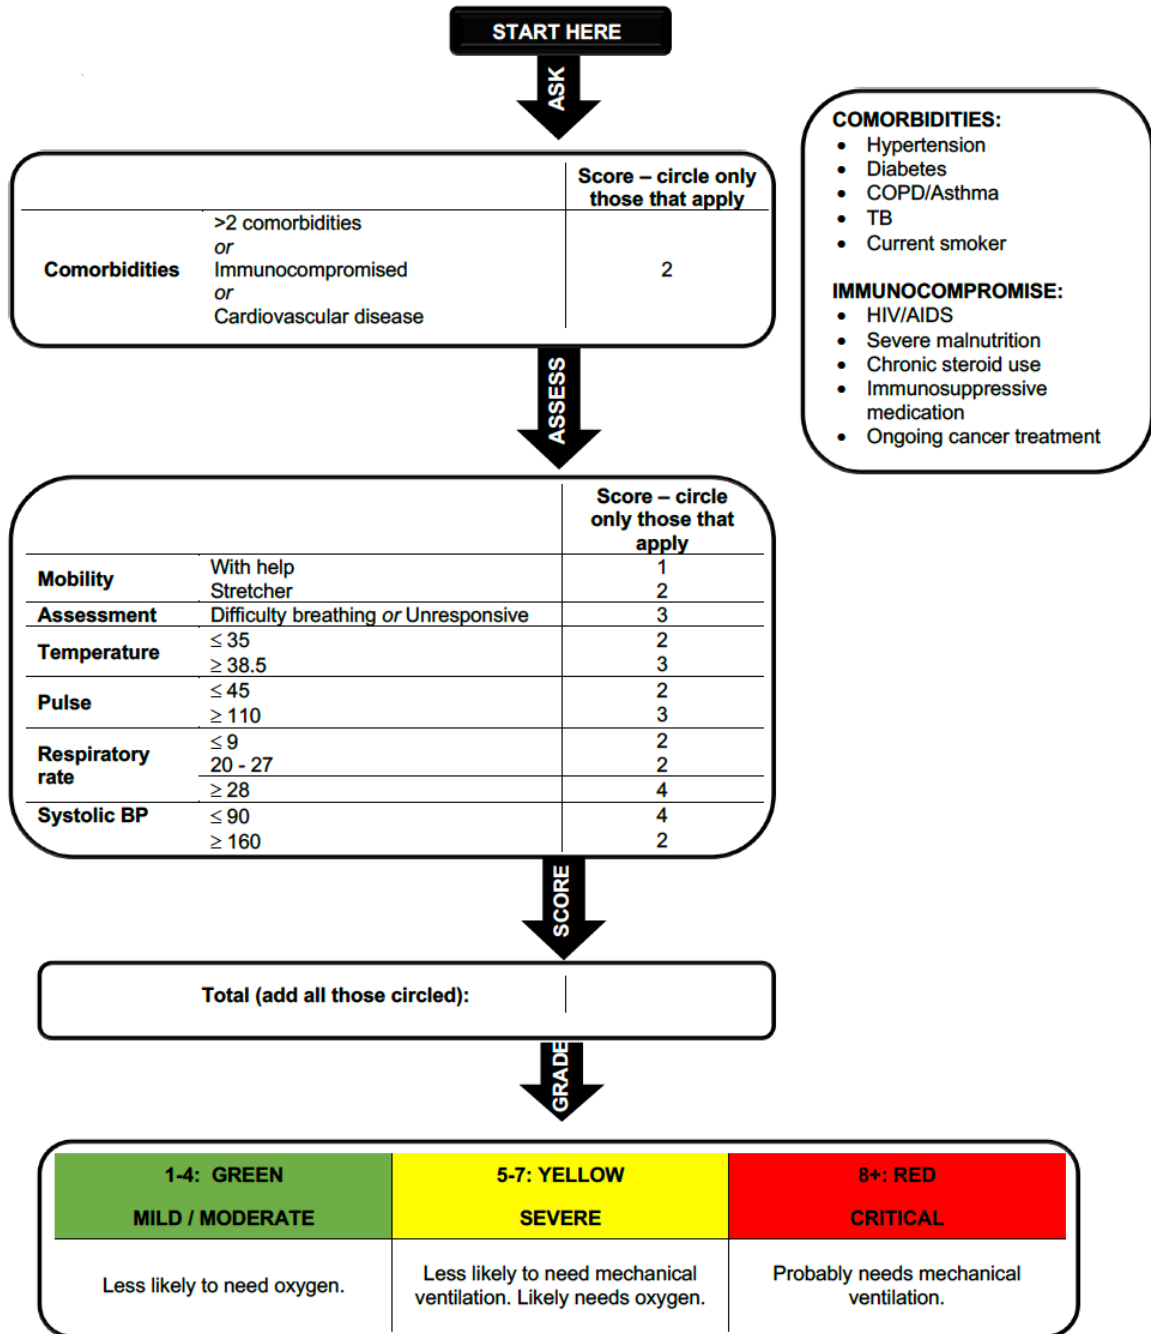 START HERE
ASK
Score – circle only
those that apply
Comorbidities
>2 comorbidities
or
Immunocompromised
or
Cardiovascular disease
2
COMORBIDITIES:
• Hypertension
• Diabetes
• COPD/Asthma
• TB
• Current smoker
IMMUNOCOMPROMISE:
• HIV/AIDS
• Severe malnutrition
• Chronic steroid use
• Immunosuppressive
medication
• Ongoing cancer treatment
ASSESS
Score – circle
only those that
apply
Mobility
With help 1
Stretcher 2
Assessment Difficulty breathing or Unresponsive 3
Temperature
≤ 35 2
≥ 38.5 3
Pulse
≤ 45 2
≥ 110 3
Respiratory
rate
≤ 9 2
20 - 27 2
≥ 28 4
Systolic BP ≤ 90 4
≥ 160 2
SCORE
Total (add all those circled):
GRADE
1-4: GREEN
MILD / MODERATE
Less likely to need oxygen.
5-7: YELLOW
SEVERE
Less likely to need mechanical
ventilation. Likely needs oxygen.
8+: RED
CRITICAL
Probably needs mechanical
ventilation.